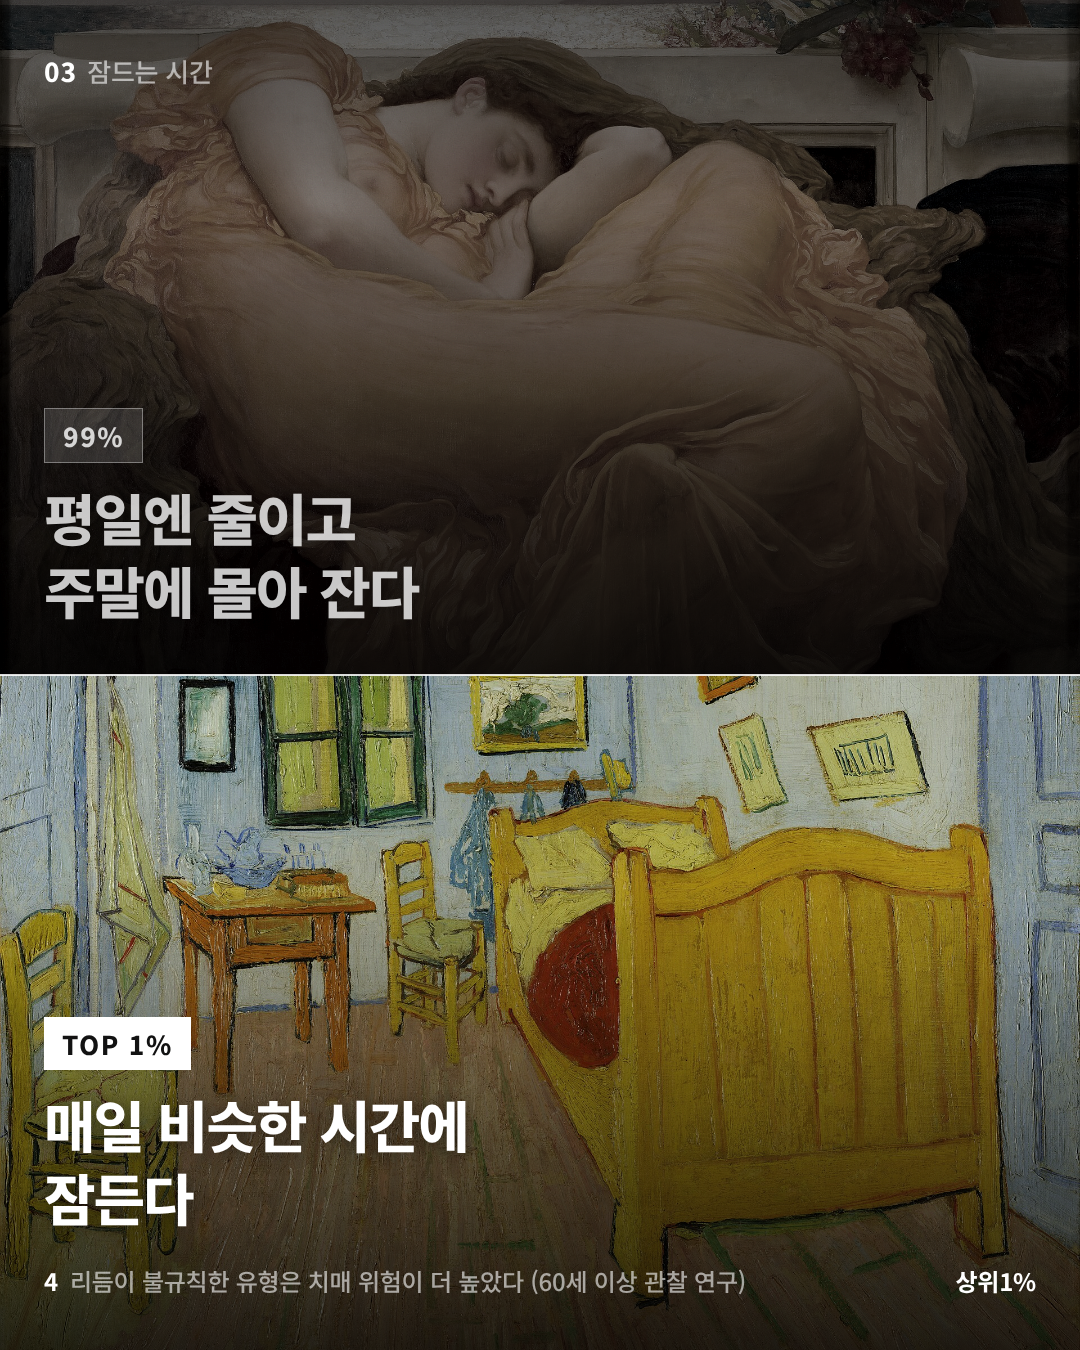 03 잠드는 시간
99%
평일엔 줄이고
주말에 몰아 잔다
TOP 1%
매일 비슷한 시간에
잠든다
4 리듬이 불규칙한 유형은 치매 위험이 더 높았다 (60세 이상 관찰 연구)
상위1%